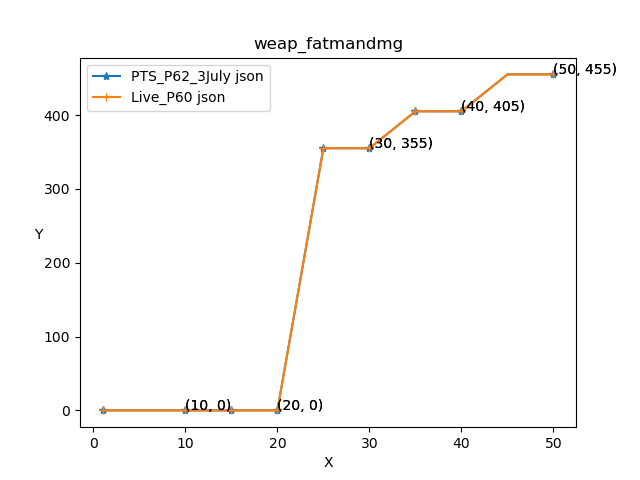 weap_fatmandmg
PTS_P62_3July json
Live_P60 json
(50, 455)
(40, 405)
(30, 355)
(10, 0)
(20, 0)
Y
400
300
200
100
0
0 10 20 30 40 50
X